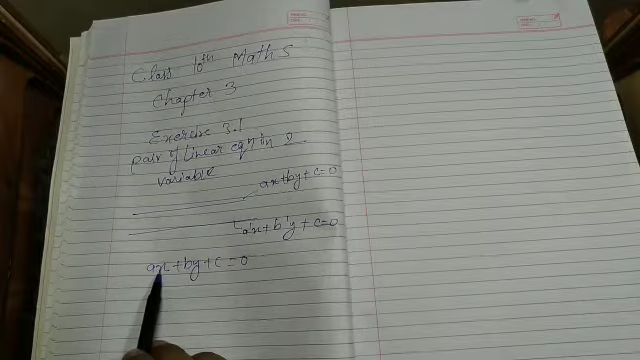 Class 10th Maths
Chapter 3
Exercise 3.1
pair of linear eqn in 2
variable
ax+by+c=0
a'x+b'y+c=0
ax+by+c=0